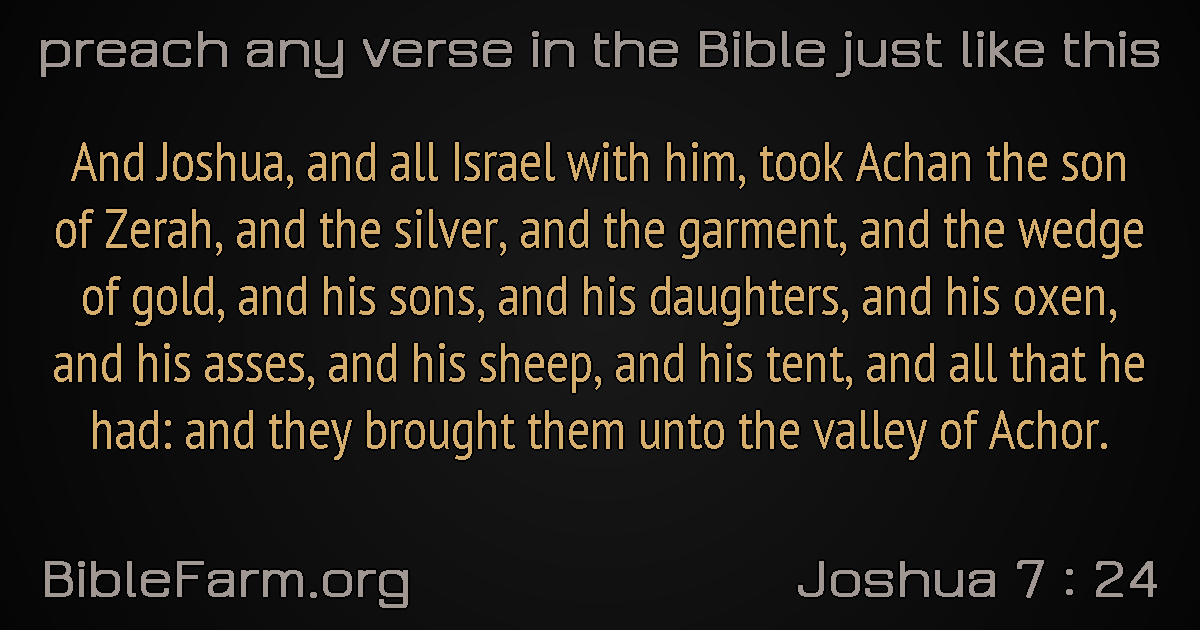 preach any verse in the Bible just like this
And Joshua, and all Israel with him, took Achan the son
of Zerah, and the silver, and the garment, and the wedge
of gold, and his sons, and his daughters, and his oxen,
and his asses, and his sheep, and his tent, and all that he
had: and they brought them unto the valley of Achor.
BibleFarm.org
Joshua 7 : 24